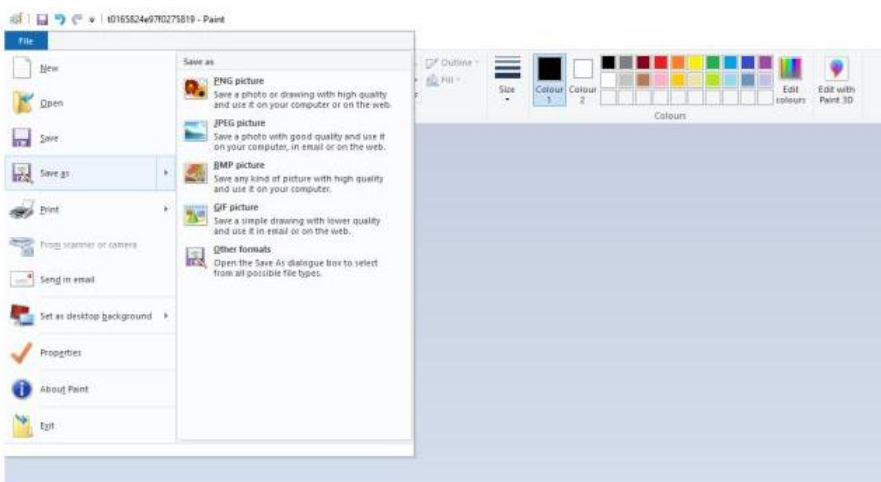 t0165824e97f0275819 - Paint
File
New
Open
Save
Save as
Print
From scanner or camera
Send in email
Set as desktop background
Properties
About Paint
Exit
Save as
PNG picture
Save a photo or drawing with high quality
and use it on your computer or on the web.
JPEG picture
Save a photo with good quality and use it
on your computer, in email or on the web.
BMP picture
Save any kind of picture with high quality
and use it on your computer.
GIF picture
Save a simple drawing with lower quality
and use it in email or on the web.
Other formats
Open the Save As dialogue box to select
from all possible file types.
Outline
Fill
Size
Colour
1
Colour
2
Edit
colours
Edit with
Paint 3D
Colours